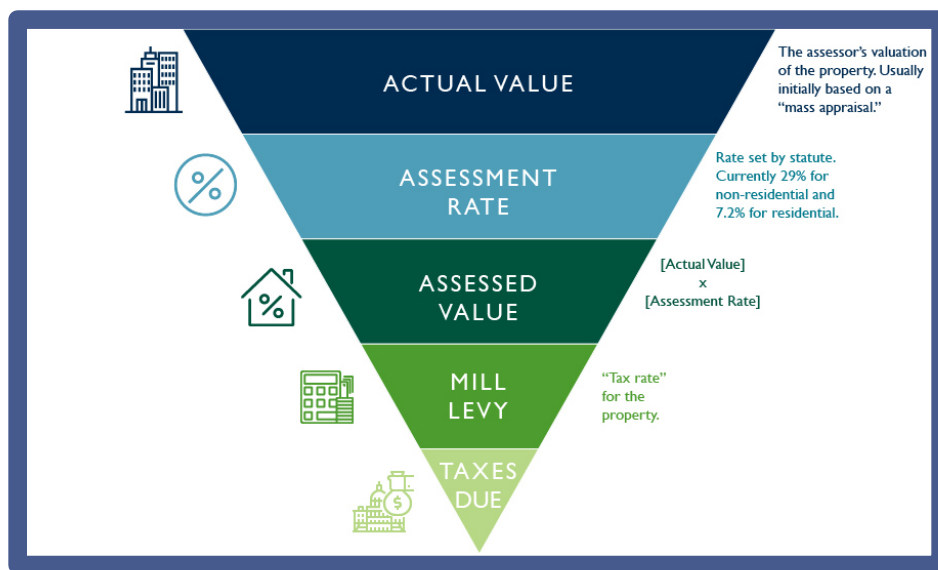 ACTUAL VALUE
The assessor's valuation
of the property. Usually
initially based on a
“mass appraisal.”
%
ASSESSMENT
RATE
Rate set by statute.
Currently 29% for
non-residential and
7.2% for residential.
%
ASSESSED
VALUE
[Actual Value]
x
[Assessment Rate]
MILL
LEVY
“Tax rate”
for the
property.
$
TAXES
DUE